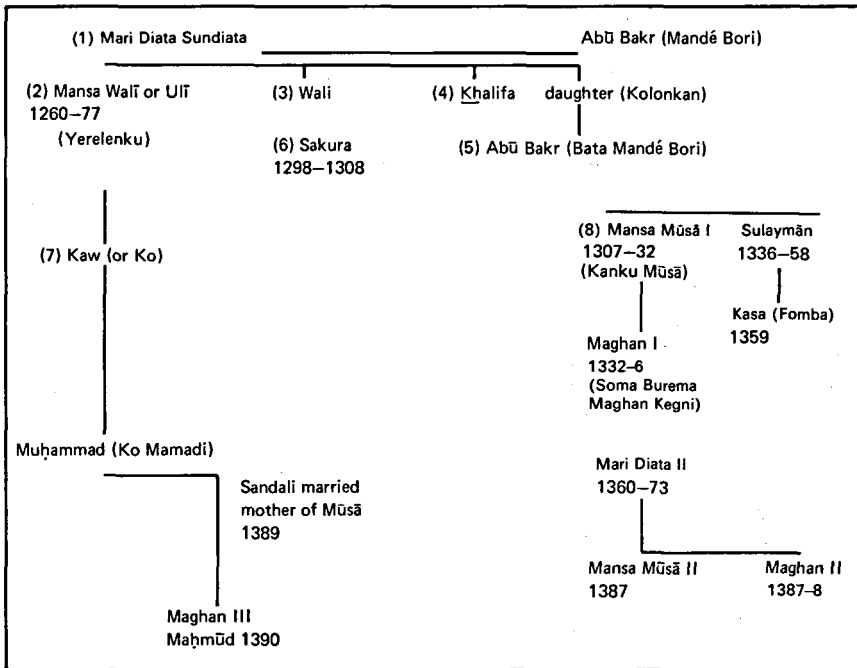 (1) Mari Diata Sundiata
Abū Bakr (Mandé Bori)
(2) Mansa Walī or Ulī
1260–77
(Yerelenku)
(3) Wali
(4) Khalifa
daughter (Kolonkan)
(6) Sakura
1298–1308
(5) Abū Bakr (Bata Mandé Bori)
(7) Kaw (or Ko)
(8) Mansa Mūsā I
1307–32
(Kanku Mūsā)
Sulaymān
1336–58
Kasa (Fomba)
1359
Maghan I
1332–6
(Soma Burema
Maghan Kegni)
Muḥammad (Ko Mamadi)
Sandali married
mother of Mūsā
1389
Mari Diata II
1360–73
Mansa Mūsā II
1387
Maghan II
1387–8
Maghan III
Maḥmūd 1390